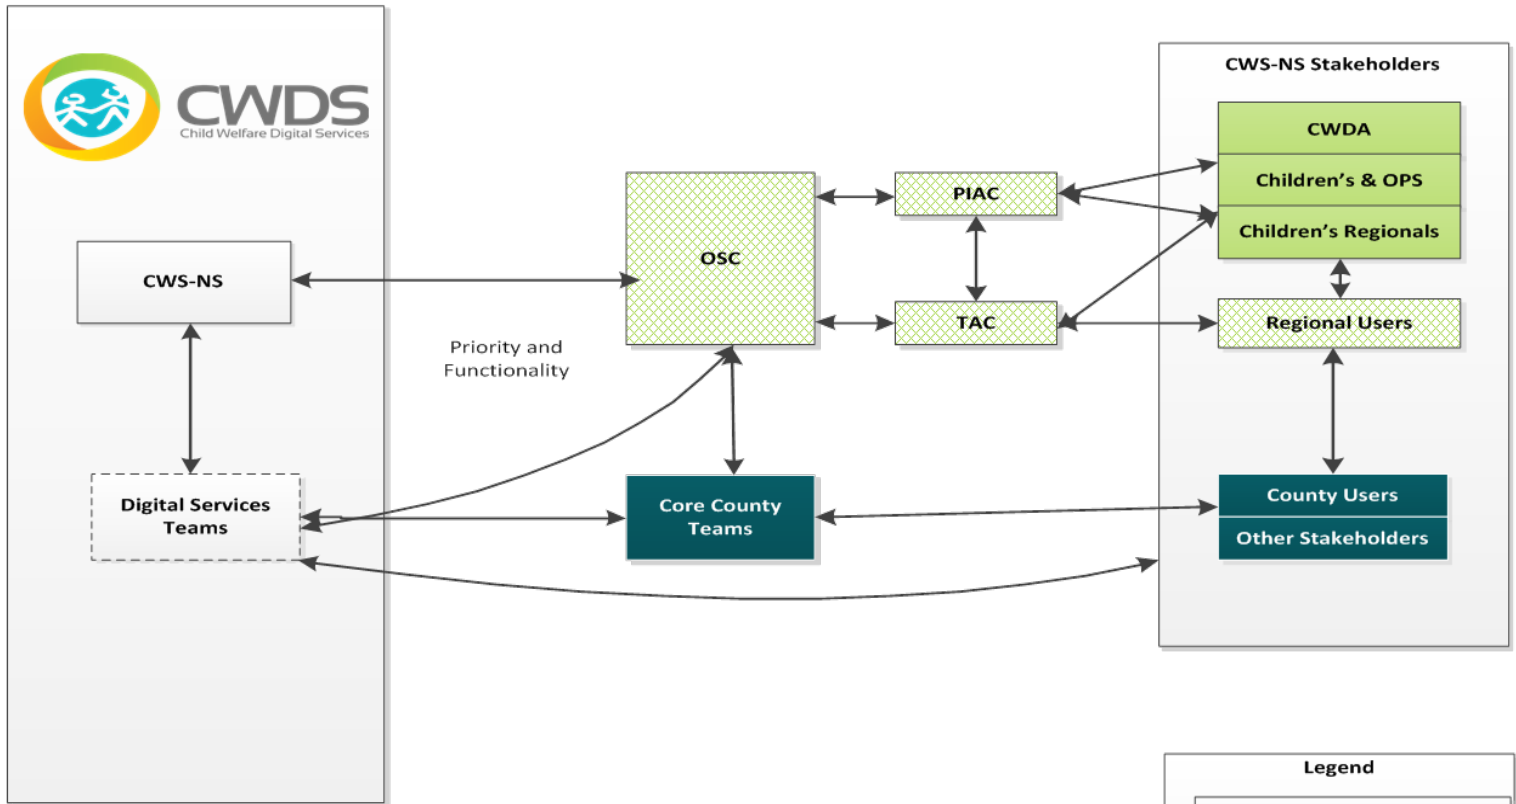 CWDS
Child Welfare Digital Services
CWS-NS
Digital Services
Teams
Priority and
Functionality
OSC
Core County
Teams
PIAC
TAC
CWS-NS Stakeholders
CWDA
Children's & OPS
Children's Regionals
Regional Users
County Users
Other Stakeholders
Legend